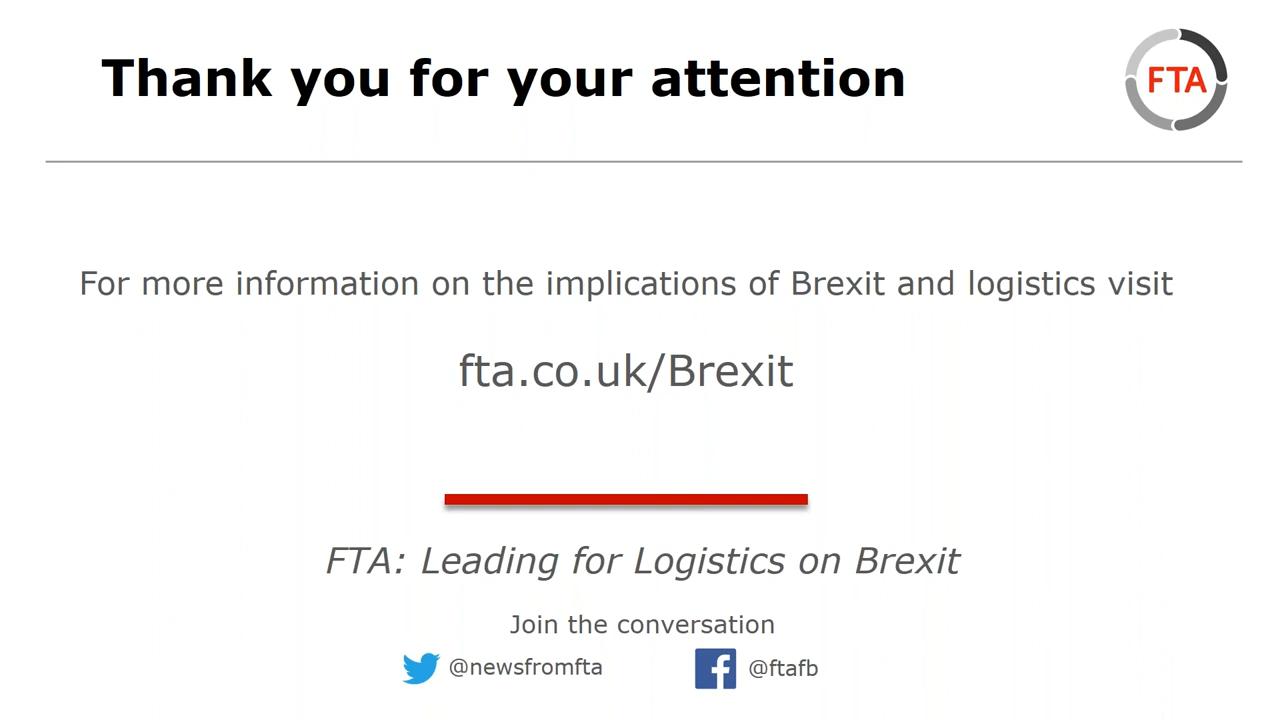 Thank you for your attention
FTA
For more information on the implications of Brexit and logistics visit
fta.co.uk/Brexit
FTA: Leading for Logistics on Brexit
Join the conversation
@newsfromfta
@ftafb